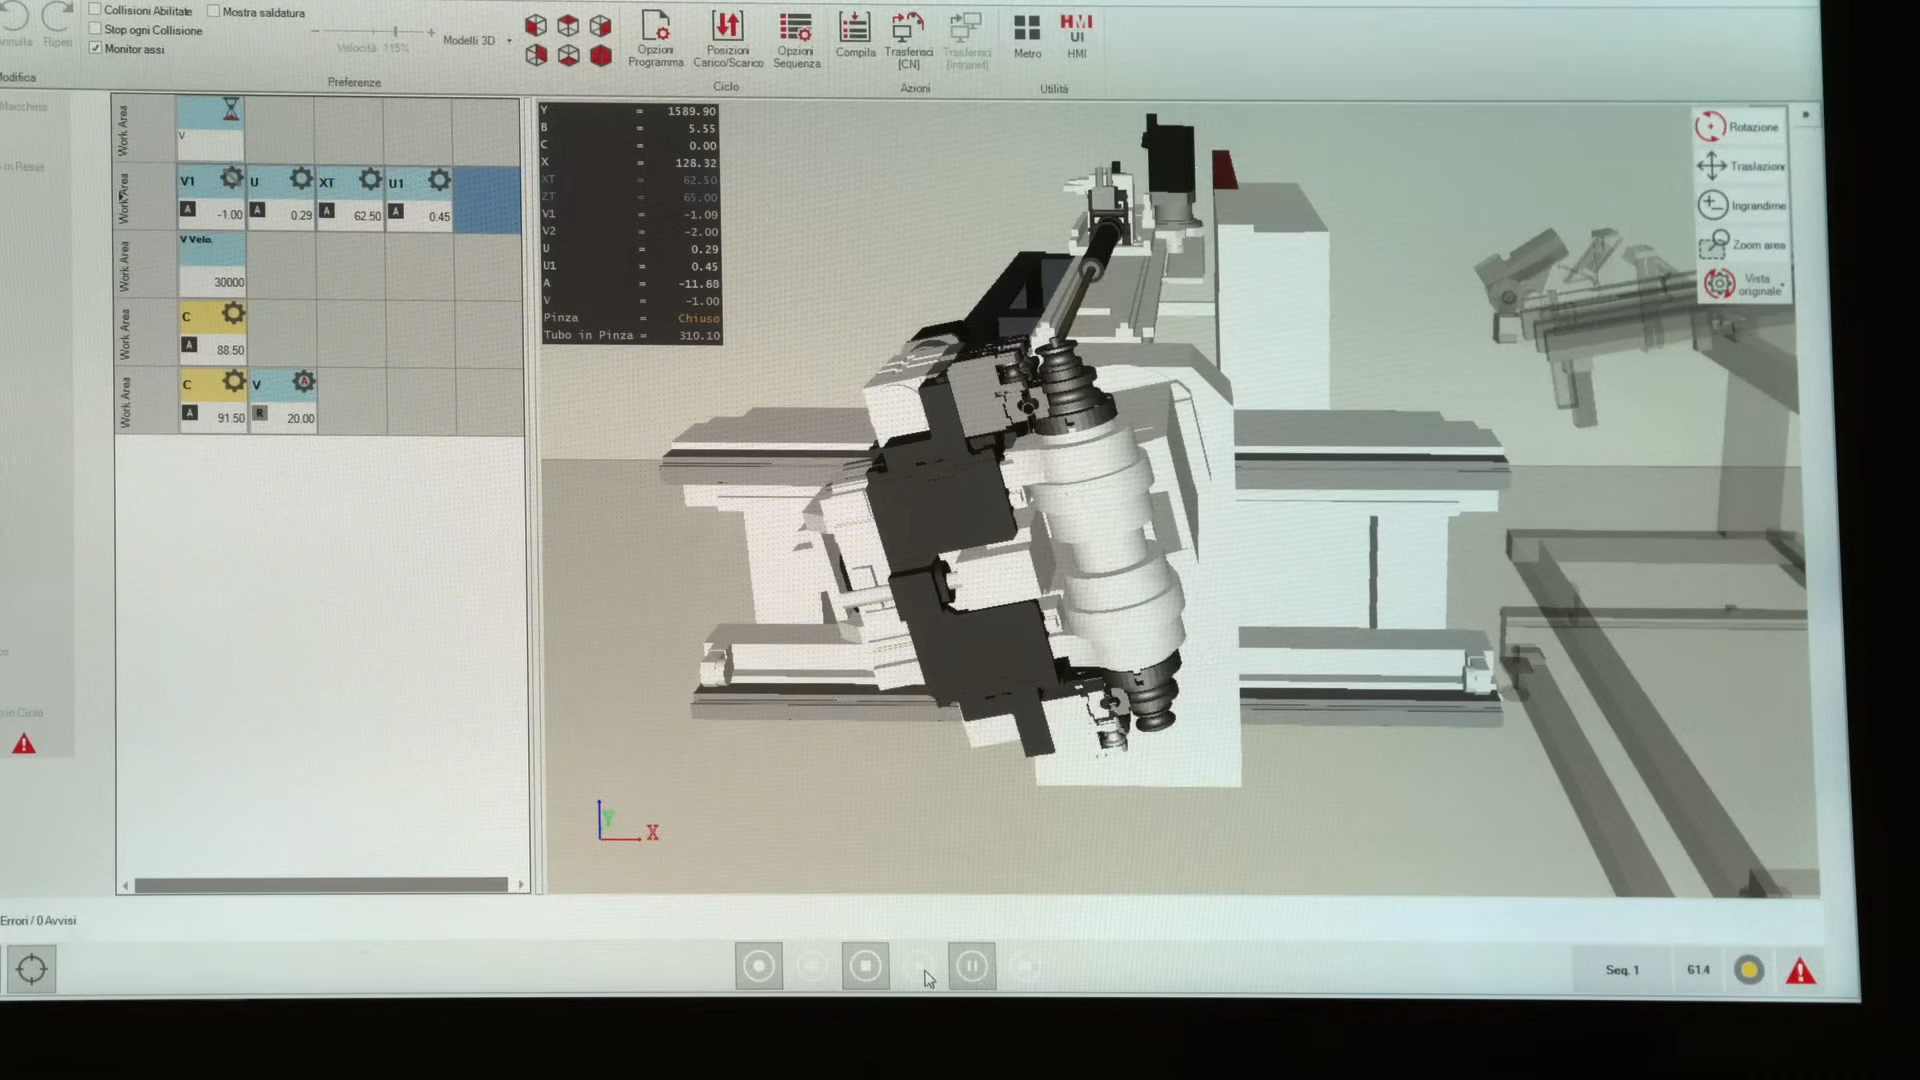 Annulla
Ripeti
Collisioni Abilitate
Mostra saldatura
Stop ogni Collisione
Monitor assi
Velocità: 115%
Modelli 3D
Opzioni Programma
Posizioni Carico/Scarico
Opzioni Sequenza
Compila
Trasferisci [CN]
Trasferisci [Intranet]
Metro
HMI UI
HMI
Modifica
Preferenze
Ciclo
Azioni
Utilità
Macchina
in Reset
in Ciclo
Work Area
V
Work Area
V1 U XT U1
A -1.00 A 0.29 A 62.50 A 0.45
Work Area
V Velo.
30000
Work Area
C
A 88.50
Work Area
C V
A 91.50 R 20.00
Y = 1589.90
B = 5.55
C = 0.00
X = 128.32
XT = 62.50
ZT = 65.00
V1 = -1.09
V2 = -2.00
U = 0.29
U1 = 0.45
A = -11.68
V = -1.00
Pinza = Chiuso
Tubo in Pinza = 310.10
Rotazione
Traslazion
Ingrandime
Zoom area
Vista originale
Y
X
Errori / 0 Avvisi
Seq. 1
61.4